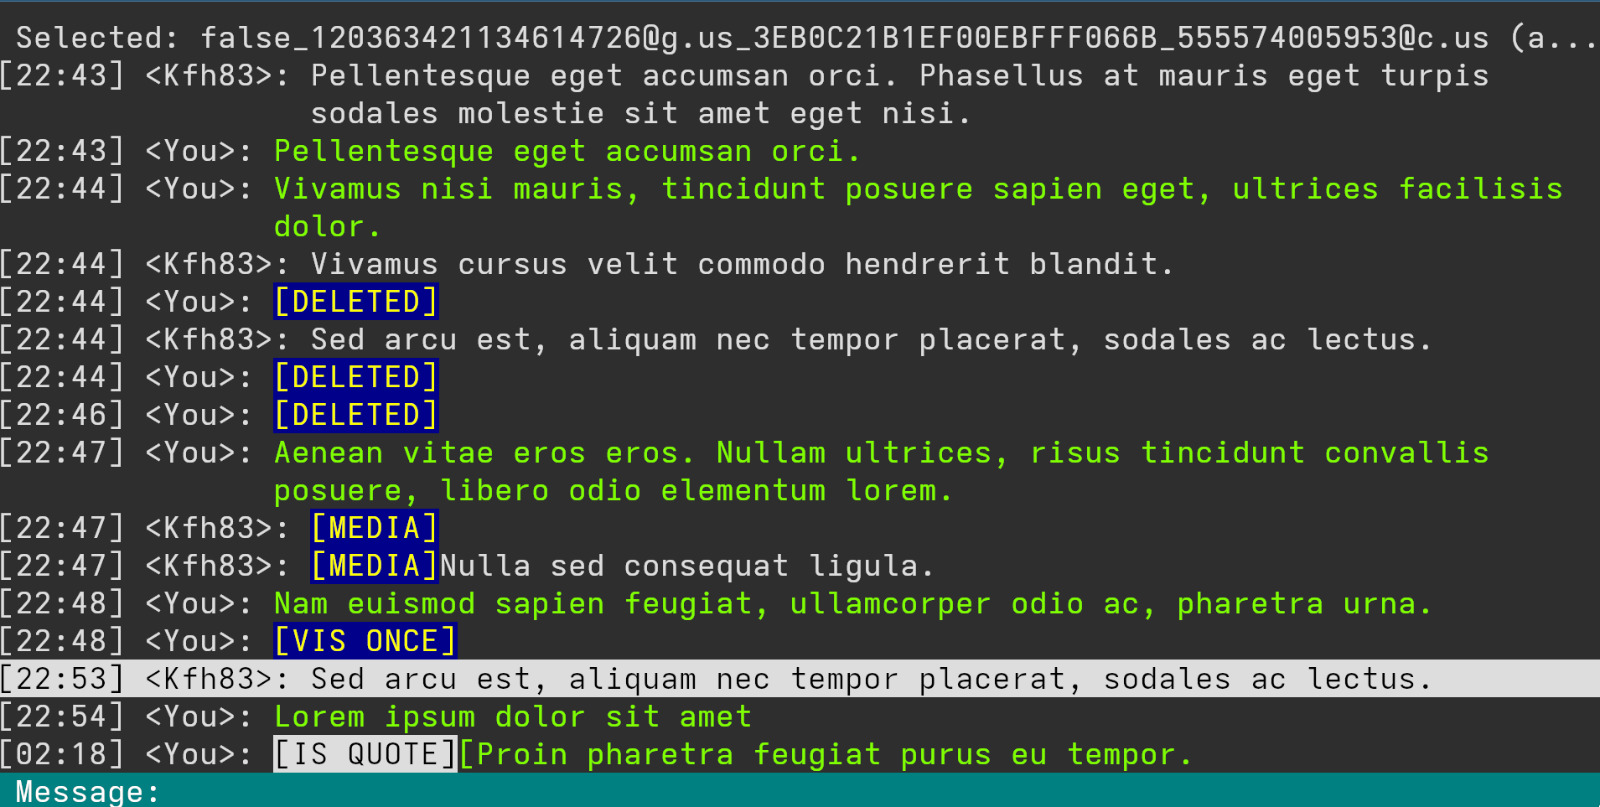 Selected: false_120363421134614726@g.us_3EB0C21B1EF00EBFFF066B_555574005953@c.us (a...
[22:43] <Kfh83>: Pellentesque eget accumsan orci. Phasellus at mauris eget turpis
sodales molestie sit amet eget nisi.
[22:43] <You>: Pellentesque eget accumsan orci.
[22:44] <You>: Vivamus nisi mauris, tincidunt posuere sapien eget, ultrices facilisis
dolor.
[22:44] <Kfh83>: Vivamus cursus velit commodo hendrerit blandit.
[22:44] <You>: [DELETED]
[22:44] <Kfh83>: Sed arcu est, aliquam nec tempor placerat, sodales ac lectus.
[22:44] <You>: [DELETED]
[22:46] <You>: [DELETED]
[22:47] <You>: Aenean vitae eros eros. Nullam ultrices, risus tincidunt convallis
posuere, libero odio elementum lorem.
[22:47] <Kfh83>: [MEDIA]
[22:47] <Kfh83>: [MEDIA]Nulla sed consequat ligula.
[22:48] <You>: Nam euismod sapien feugiat, ullamcorper odio ac, pharetra urna.
[22:48] <You>: [VIS ONCE]
[22:53] <Kfh83>: Sed arcu est, aliquam nec tempor placerat, sodales ac lectus.
[22:54] <You>: Lorem ipsum dolor sit amet
[02:18] <You>: [IS QUOTE][Proin pharetra feugiat purus eu tempor.
Message: